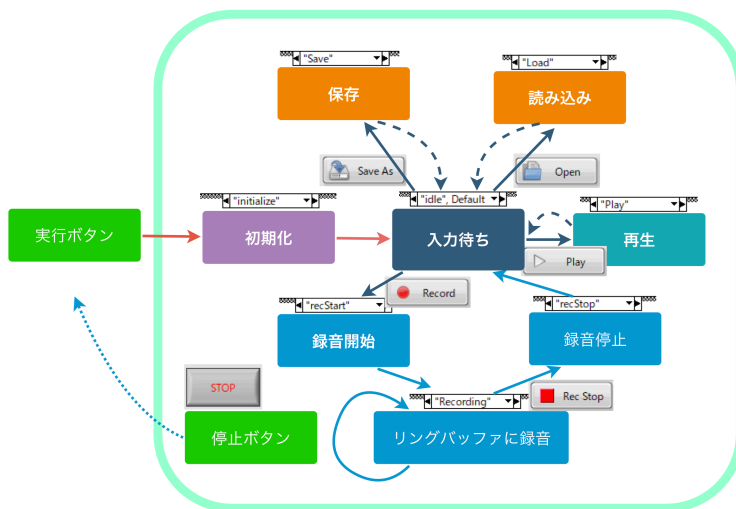 "Save"
保存
"Load"
読み込み
Save As
Open
"initialize"
"idle", Default
"Play"
実行ボタン
初期化
入力待ち
再生
Play
Record
"recStart"
"recStop"
録音開始
録音停止
STOP
"Recording"
Rec Stop
停止ボタン
リングバッファに録音